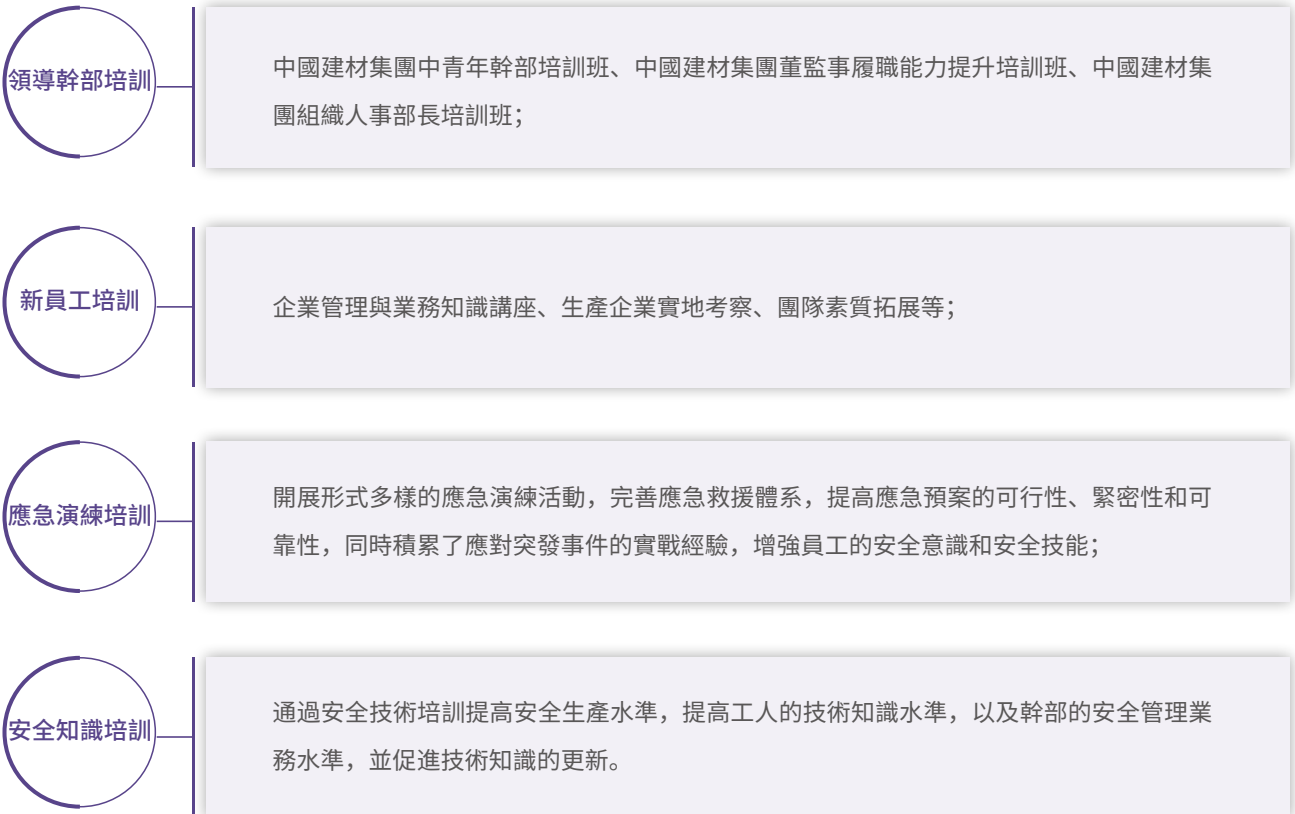 領導幹部培訓
中國建材集團中青年幹部培訓班、中國建材集團董監事履職能力提升培訓班、中國建材集
團組織人事部長培訓班；
新員工培訓
企業管理與業務知識講座、生產企業實地考察、團隊素質拓展等；
應急演練培訓
開展形式多樣的應急演練活動，完善應急救援體系，提高應急預案的可行性、緊密性和可
靠性，同時積累了應對突發事件的實戰經驗，增強員工的安全意識和安全技能；
安全知識培訓
通過安全技術培訓提高安全生產水準，提高工人的技術知識水準，以及幹部的安全管理業
務水準，並促進技術知識的更新。